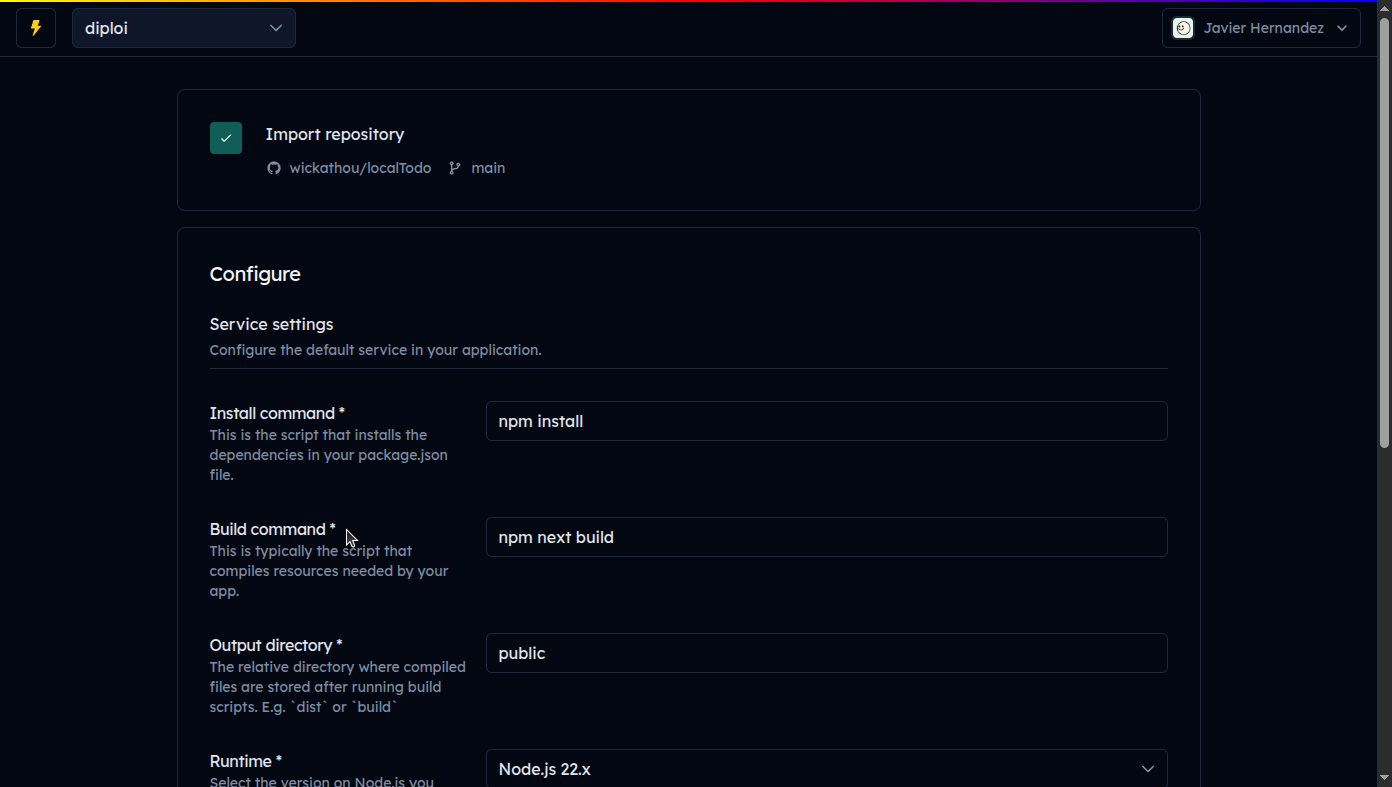 diploi
Javier Hernandez
Import repository
wickathou/localTodo main
Configure
Service settings
Configure the default service in your application.
Install command *
This is the script that installs the
dependencies in your package.json
file.
npm install
Build command *
This is typically the script that
compiles resources needed by your
app.
npm next build
Output directory *
The relative directory where compiled
files are stored after running build
scripts. E.g. `dist` or `build`
public
Runtime *
Select the version on Node.js you
Node.js 22.x